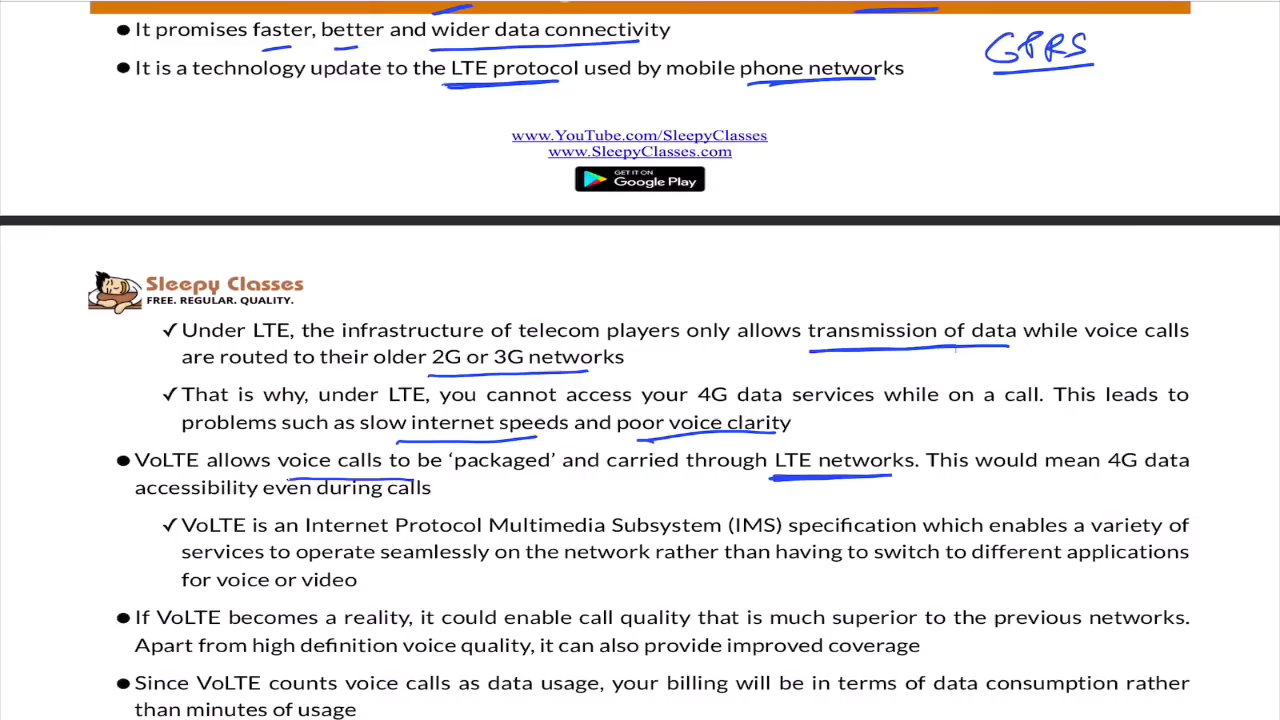 ● It promises faster, better and wider data connectivity
GPRS
● It is a technology update to the LTE protocol used by mobile phone networks
www.YouTube.com/SleepyClasses
www.SleepyClasses.com
GET IT ON
Google Play
Sleepy Classes
FREE. REGULAR. QUALITY.
✓ Under LTE, the infrastructure of telecom players only allows transmission of data while voice calls
are routed to their older 2G or 3G networks
✓ That is why, under LTE, you cannot access your 4G data services while on a call. This leads to
problems such as slow internet speeds and poor voice clarity
● VoLTE allows voice calls to be ‘packaged’ and carried through LTE networks. This would mean 4G data
accessibility even during calls
✓ VoLTE is an Internet Protocol Multimedia Subsystem (IMS) specification which enables a variety of
services to operate seamlessly on the network rather than having to switch to different applications
for voice or video
● If VoLTE becomes a reality, it could enable call quality that is much superior to the previous networks.
Apart from high definition voice quality, it can also provide improved coverage
● Since VoLTE counts voice calls as data usage, your billing will be in terms of data consumption rather
than minutes of usage